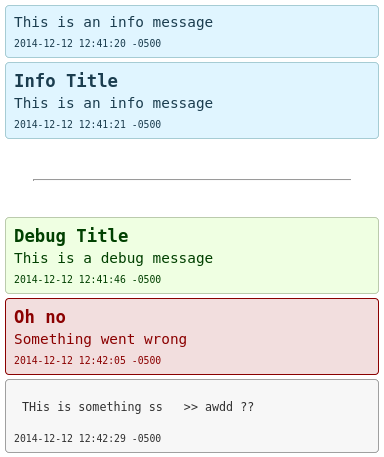 This is an info message
2014-12-12 12:41:20 -0500
Info Title
This is an info message
2014-12-12 12:41:21 -0500
Debug Title
This is a debug message
2014-12-12 12:41:46 -0500
Oh no
Something went wrong
2014-12-12 12:42:05 -0500
THis is something ss   >> awdd ??
2014-12-12 12:42:29 -0500